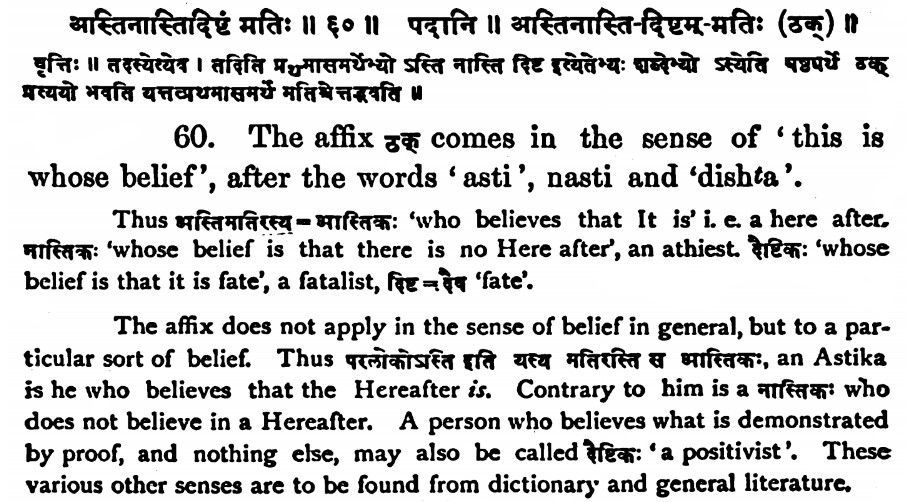 अस्तिनास्तिदिष्टं मतिः ॥ ६० ॥ पदानि ॥ अस्तिनास्ति-दिष्टम्-मतिः (ठक्) ॥
वृत्तिः ॥ तदस्येत्येव । तदिति प्रथमासमर्थेभ्यो ऽस्ति नास्ति दिष्ट इत्येतेभ्यः शब्देभ्यो ऽस्येति षष्ठ्यर्थे ठक्
प्रत्ययो भवति यत्तत्प्रथमासमर्थं मतिश्चेत्तद्भवति ॥
60. The affix ठक् comes in the sense of ‘this is
whose belief’, after the words ‘asti’, nasti and ‘dishta’.
Thus अस्तिमतिरस्य = आस्तिकः ‘who believes that It is’ i. e. a here after.
नास्तिकः ‘whose belief is that there is no Here after’, an athiest. दैष्टिकः ‘whose
belief is that it is fate’, a fatalist, दिष्ट = दैव ‘fate’.
The affix does not apply in the sense of belief in general, but to a par-
ticular sort of belief. Thus परलोकोऽस्ति इति यस्य मतिरस्ति स आस्तिकः, an Astika
is he who believes that the Hereafter is. Contrary to him is a नास्तिकः who
does not believe in a Hereafter. A person who believes what is demonstrated
by proof, and nothing else, may also be called दैष्टिकः ‘a positivist’. These
various other senses are to be found from dictionary and general literature.